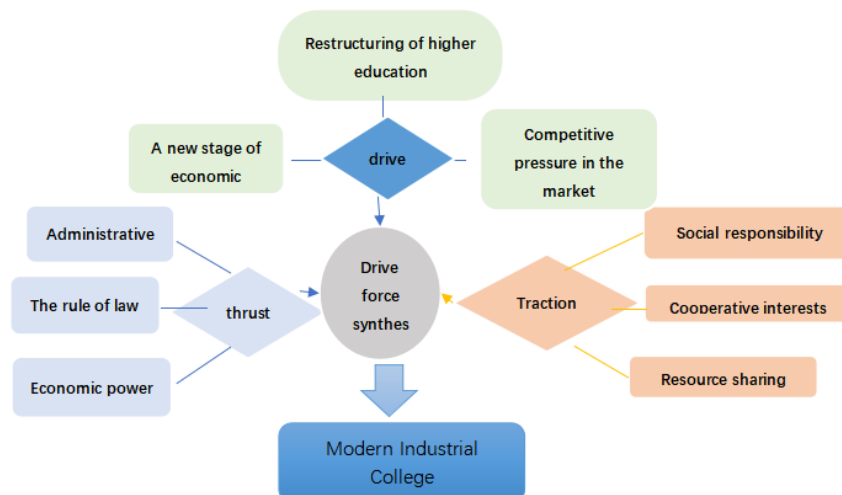 Restructuring of higher
education
A new stage of
economic
drive
Competitive
pressure in the
market
Administrative
The rule of law
Economic power
thrust
Drive
force
synthes
Traction
Social responsibility
Cooperative interests
Resource sharing
Modern Industrial
College